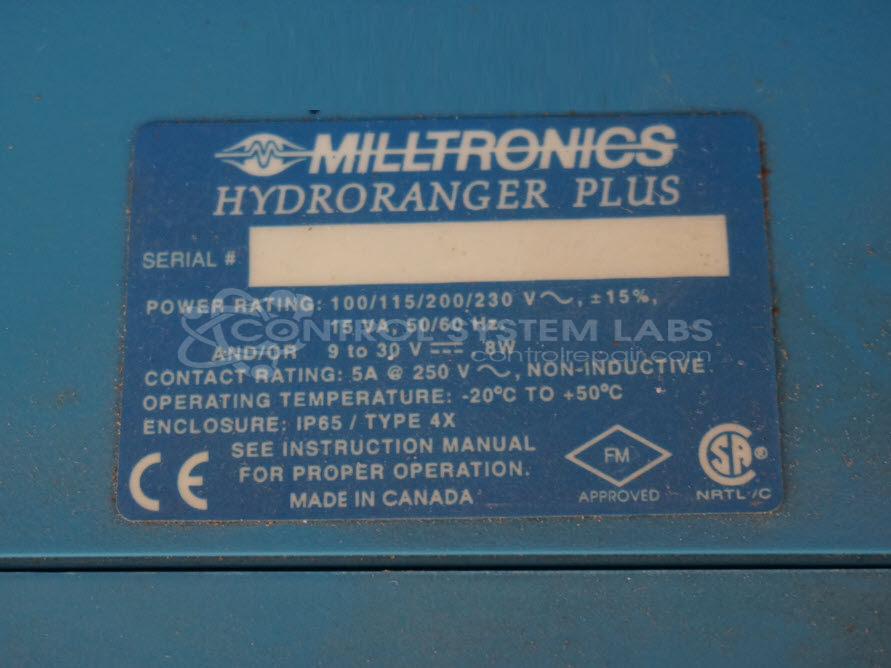 MILLTRONICS
HYDRORANGER PLUS
SERIAL #
POWER RATING: 100/115/200/230 V∼, ±15%,
15 VA, 50/60 Hz.
AND/OR 9 to 30 V⎓, 8W
CONTACT RATING: 5A @ 250 V∼, NON-INDUCTIVE
OPERATING TEMPERATURE: -20°C TO +50°C
ENCLOSURE: IP65 / TYPE 4X
SEE INSTRUCTION MANUAL
FOR PROPER OPERATION.
MADE IN CANADA
CE
FM
APPROVED
SA®
NRTL /C
CONTROL SYSTEM LABS
controlrepair.com